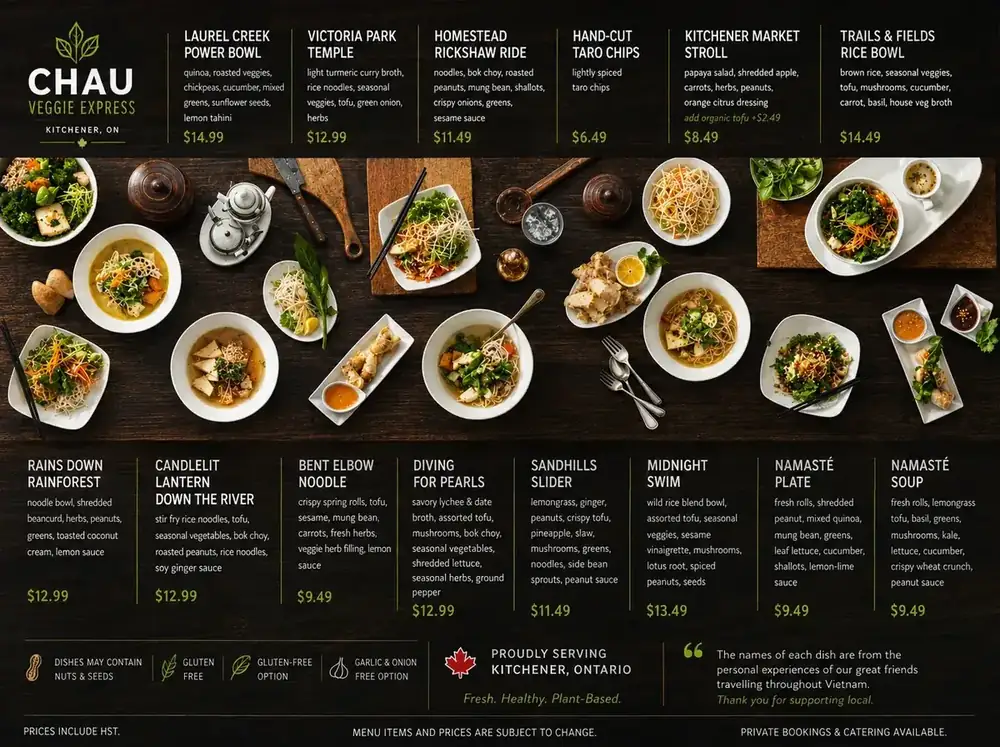 CHAU
VEGGIE EXPRESS
KITCHENER, ON
LAUREL CREEK
POWER BOWL
quinoa, roasted veggies,
chickpeas, cucumber, mixed
greens, sunflower seeds,
lemon tahini
$14.99
VICTORIA PARK
TEMPLE
light turmeric curry broth,
rice noodles, seasonal
veggies, tofu, green onion,
herbs
$12.99
HOMESTEAD
RICKSHAW RIDE
noodles, bok choy, roasted
peanuts, mung bean, shallots,
crispy onions, greens,
sesame sauce
$11.49
HAND-CUT
TARO CHIPS
lightly spiced
taro chips
$6.49
KITCHENER MARKET
STROLL
papaya salad, shredded apple,
carrots, herbs, peanuts,
orange citrus dressing
add organic tofu +$2.49
$8.49
TRAILS & FIELDS
RICE BOWL
brown rice, seasonal veggies,
tofu, mushrooms, cucumber,
carrot, basil, house veg broth
$14.49
RAINS DOWN
RAINFOREST
noodle bowl, shredded
beancurd, herbs, peanuts,
greens, toasted coconut
cream, lemon sauce
$12.99
CANDLELIT
LANTERN
DOWN THE RIVER
stir fry rice noodles, tofu,
seasonal vegetables, bok choy,
roasted peanuts, rice noodles,
soy ginger sauce
$12.99
BENT ELBOW
NOODLE
crispy spring rolls, tofu,
sesame, mung bean,
carrots, fresh herbs,
veggie herb filling, lemon
sauce
$9.49
DIVING
FOR PEARLS
savory lychee & date
broth, assorted tofu,
mushrooms, bok choy,
seasonal vegetables,
shredded lettuce,
seasonal herbs, ground
pepper
$12.99
SANDHILLS
SLIDER
lemongrass, ginger,
peanuts, crispy tofu,
pineapple, slaw,
mushrooms, greens,
noodles, side bean
sprouts, peanut sauce
$11.49
MIDNIGHT
SWIM
wild rice blend bowl,
assorted tofu, seasonal
veggies, sesame
vinaigrette, mushrooms,
lotus root, spiced
peanuts, seeds
$13.49
NAMASTÉ
PLATE
fresh rolls, shredded
peanut, mixed quinoa,
mung bean, greens,
leaf lettuce, cucumber,
shallots, lemon-lime
sauce
$9.49
NAMASTÉ
SOUP
fresh rolls, lemongrass
tofu, basil, greens,
mushrooms, kale,
lettuce, cucumber,
crispy wheat crunch,
peanut sauce
$9.49
DISHES MAY CONTAIN
NUTS & SEEDS
GLUTEN
FREE
GLUTEN-FREE
OPTION
GARLIC & ONION
FREE OPTION
PROUDLY SERVING
KITCHENER, ONTARIO
Fresh. Healthy. Plant-Based.
“
The names of each dish are from the
personal experiences of our great friends
travelling throughout Vietnam.
Thank you for supporting local.
PRICES INCLUDE HST.
MENU ITEMS AND PRICES ARE SUBJECT TO CHANGE.
PRIVATE BOOKINGS & CATERING AVAILABLE.